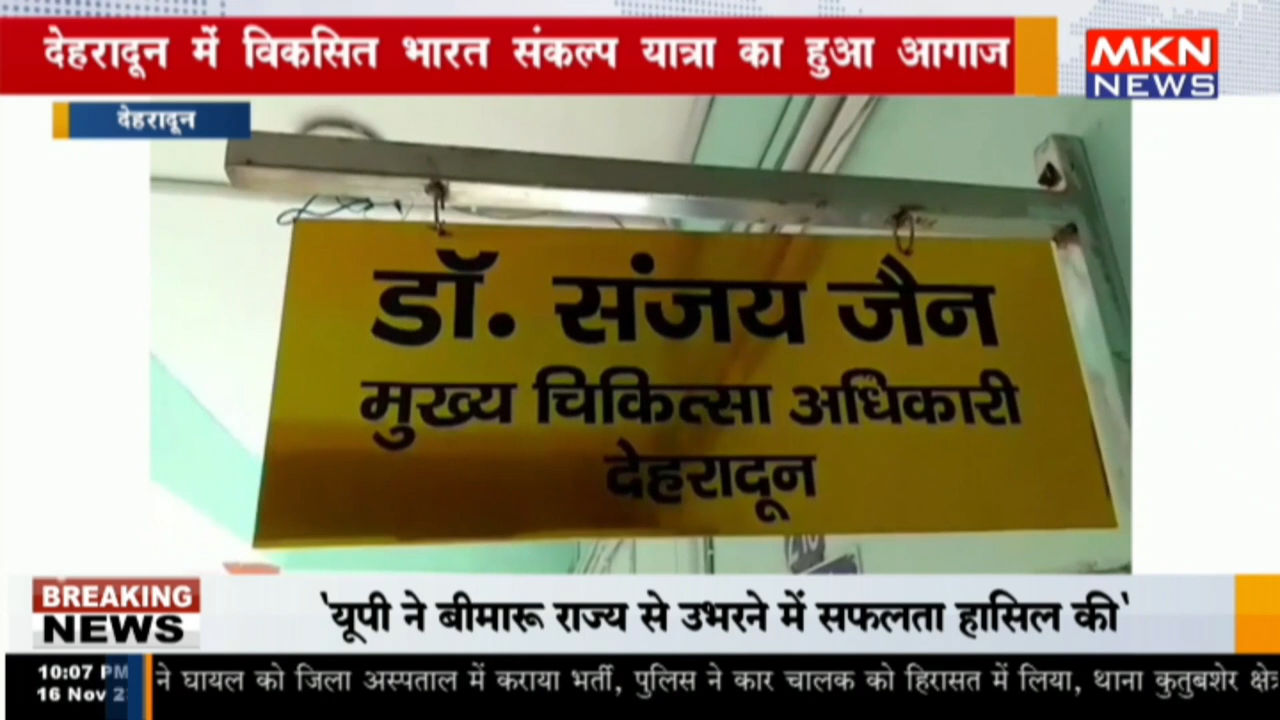 देहरादून में विकसित भारत संकल्प यात्रा का हुआ आगाज
MKN
NEWS
देहरादून
डॉ. संजय जैन
मुख्य चिकित्सा अधिकारी
देहरादून
BREAKING
NEWS
'यूपी ने बीमारू राज्य से उभरने में सफलता हासिल की'
10:07 PM
16 Nov 2
ने घायल को जिला अस्पताल में कराया भर्ती, पुलिस ने कार चालक को हिरासत में लिया, थाना कुतुबशेर